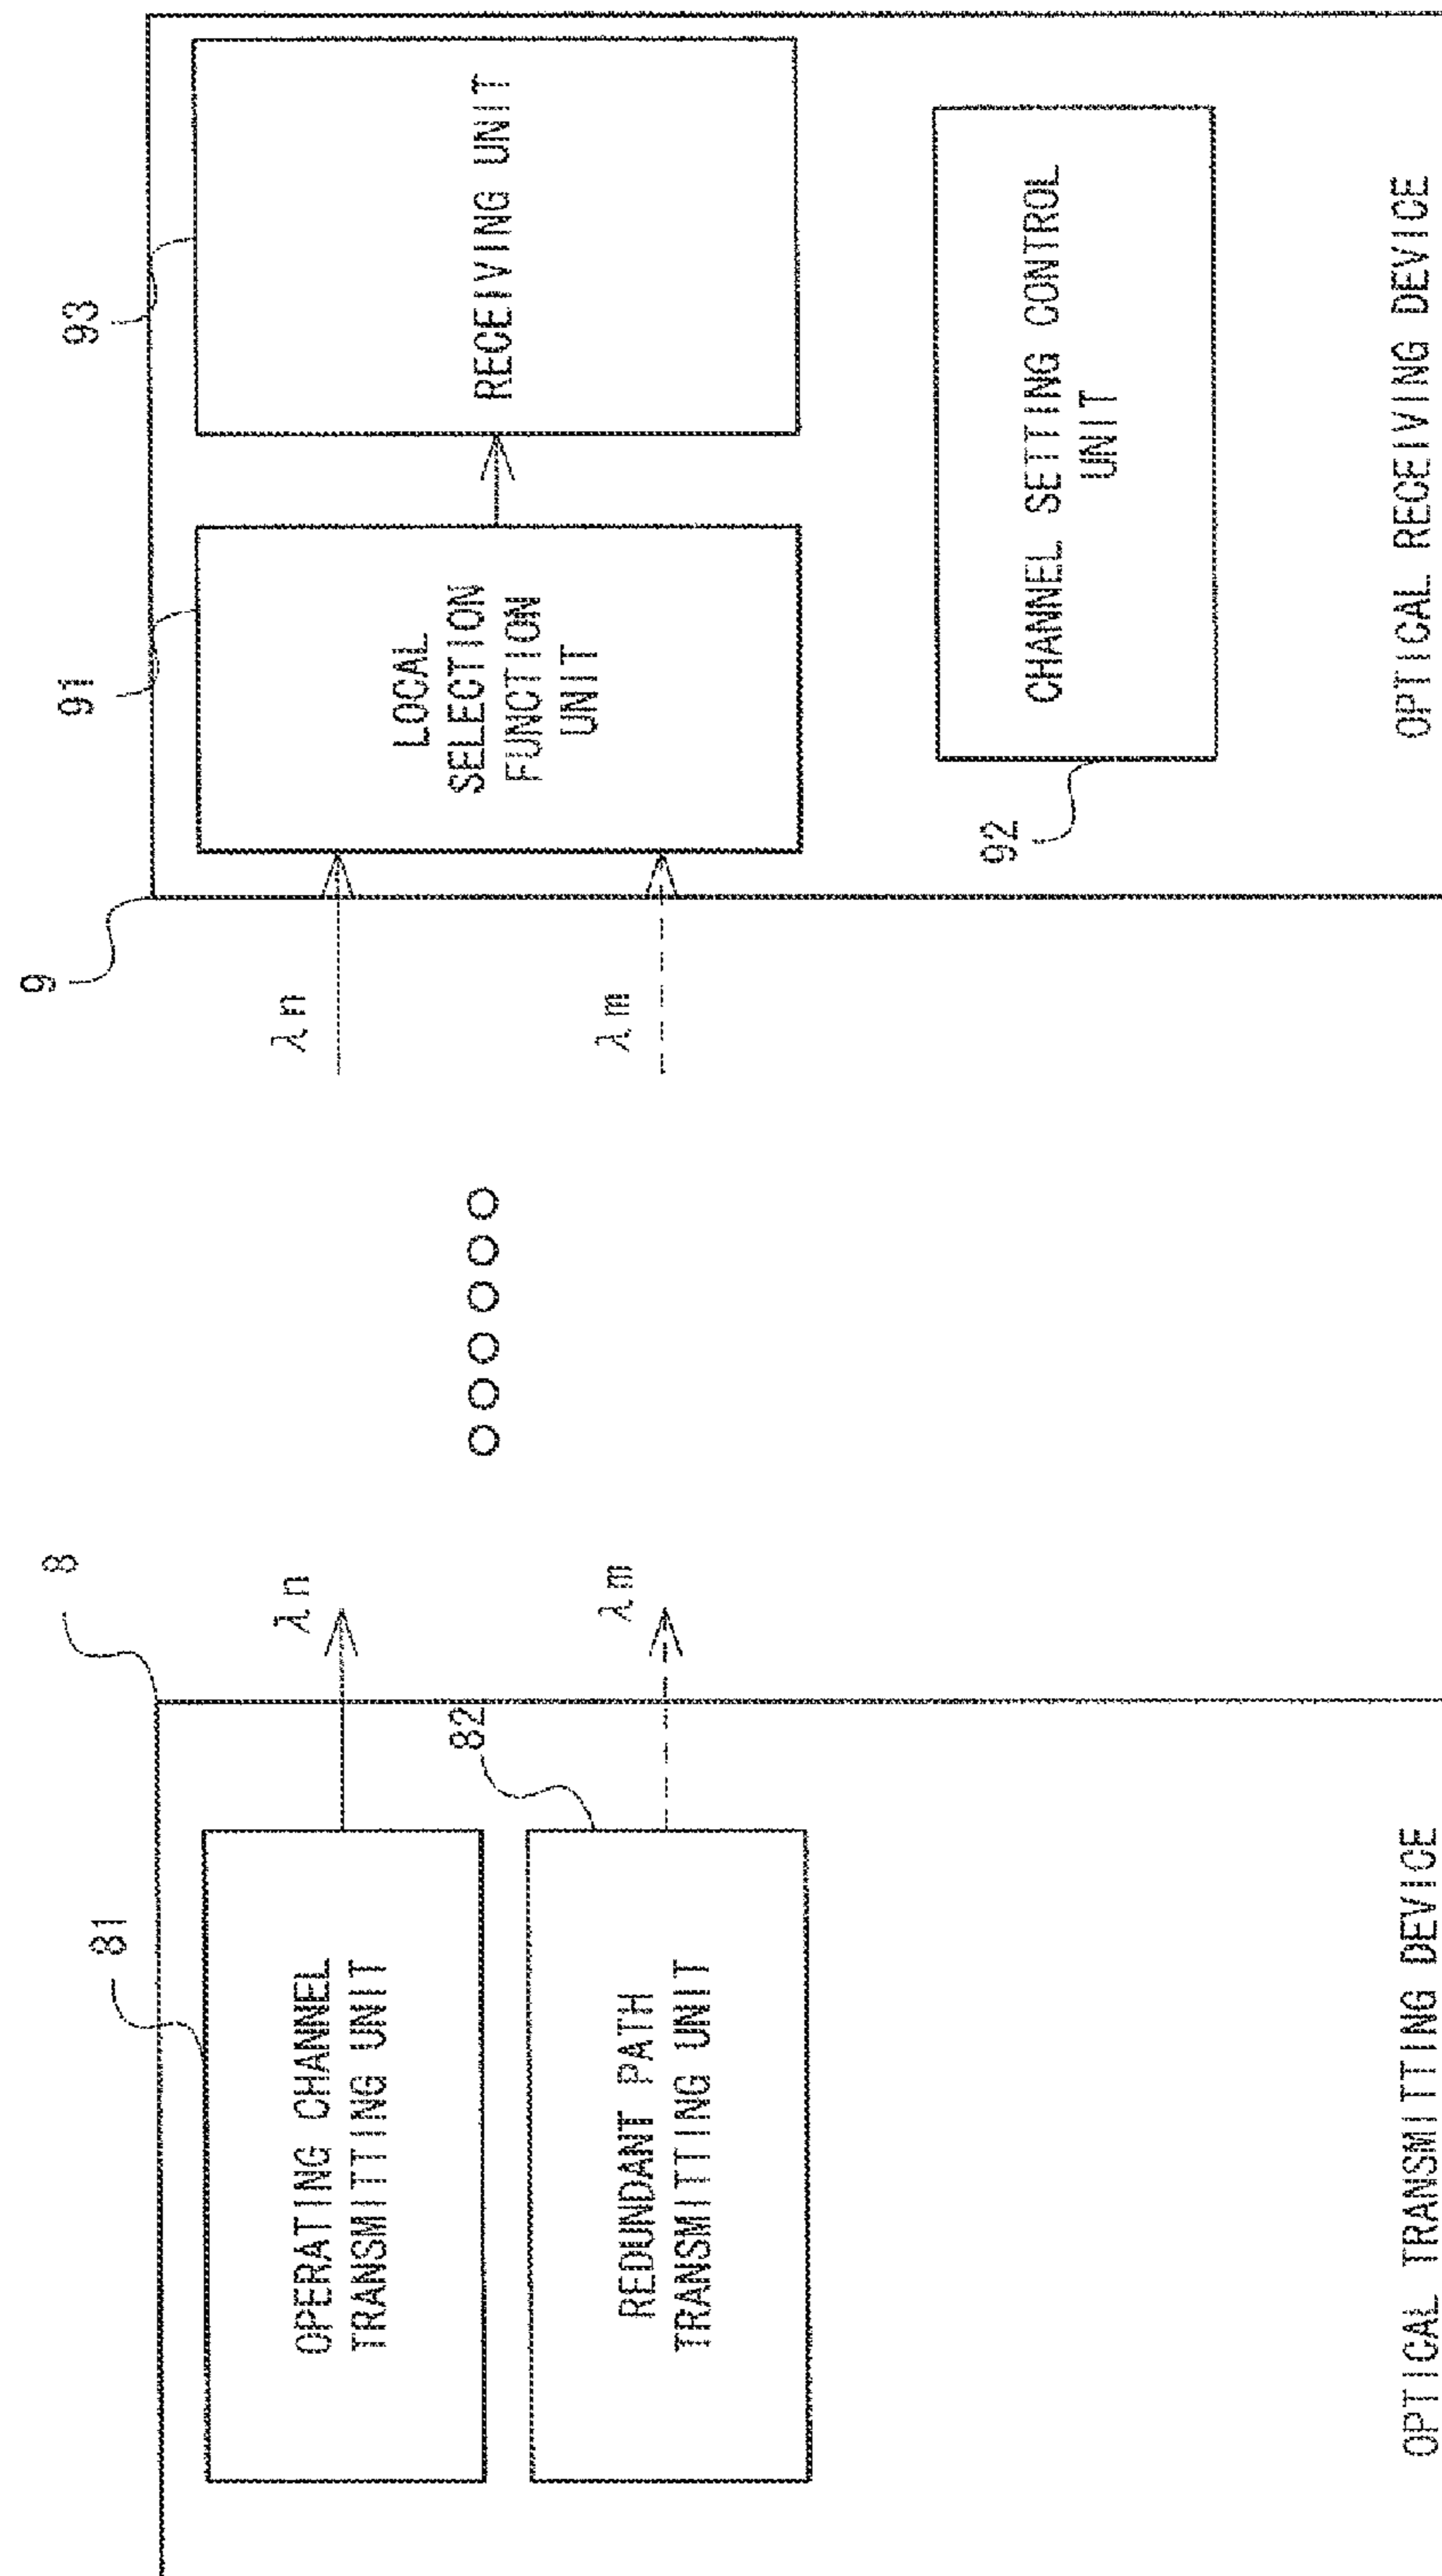 8
81
OPERATING CHANNEL
TRANSMITTING UNIT
λn
82
REDUNDANT PATH
TRANSMITTING UNIT
λm
OPTICAL TRANSMITTING DEVICE
9
λn
λm
91
LOCAL
SELECTION
FUNCTION
UNIT
93
RECEIVING UNIT
92
CHANNEL SETTING CONTROL
UNIT
OPTICAL RECEIVING DEVICE